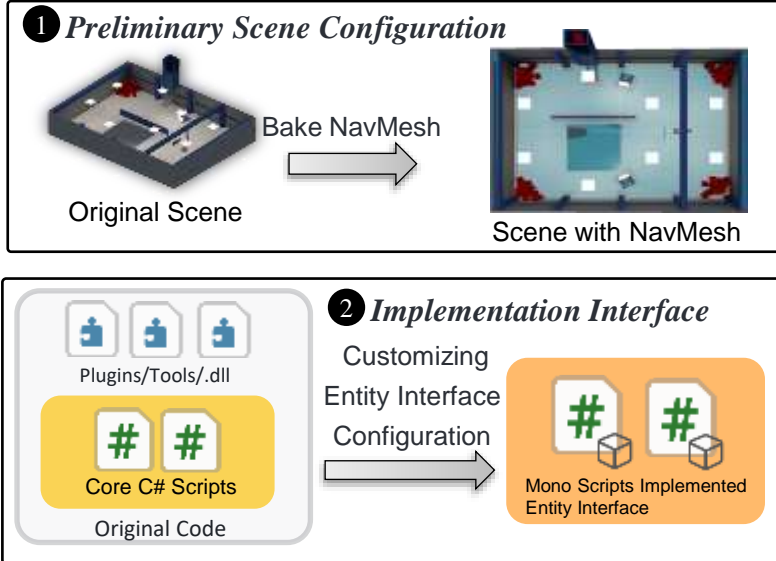 1 Preliminary Scene Configuration
Bake NavMesh
Original Scene
Scene with NavMesh
2 Implementation Interface
Plugins/Tools/.dll
# #
Core C# Scripts
Original Code
Customizing
Entity Interface
Configuration
# #
Mono Scripts Implemented
Entity Interface